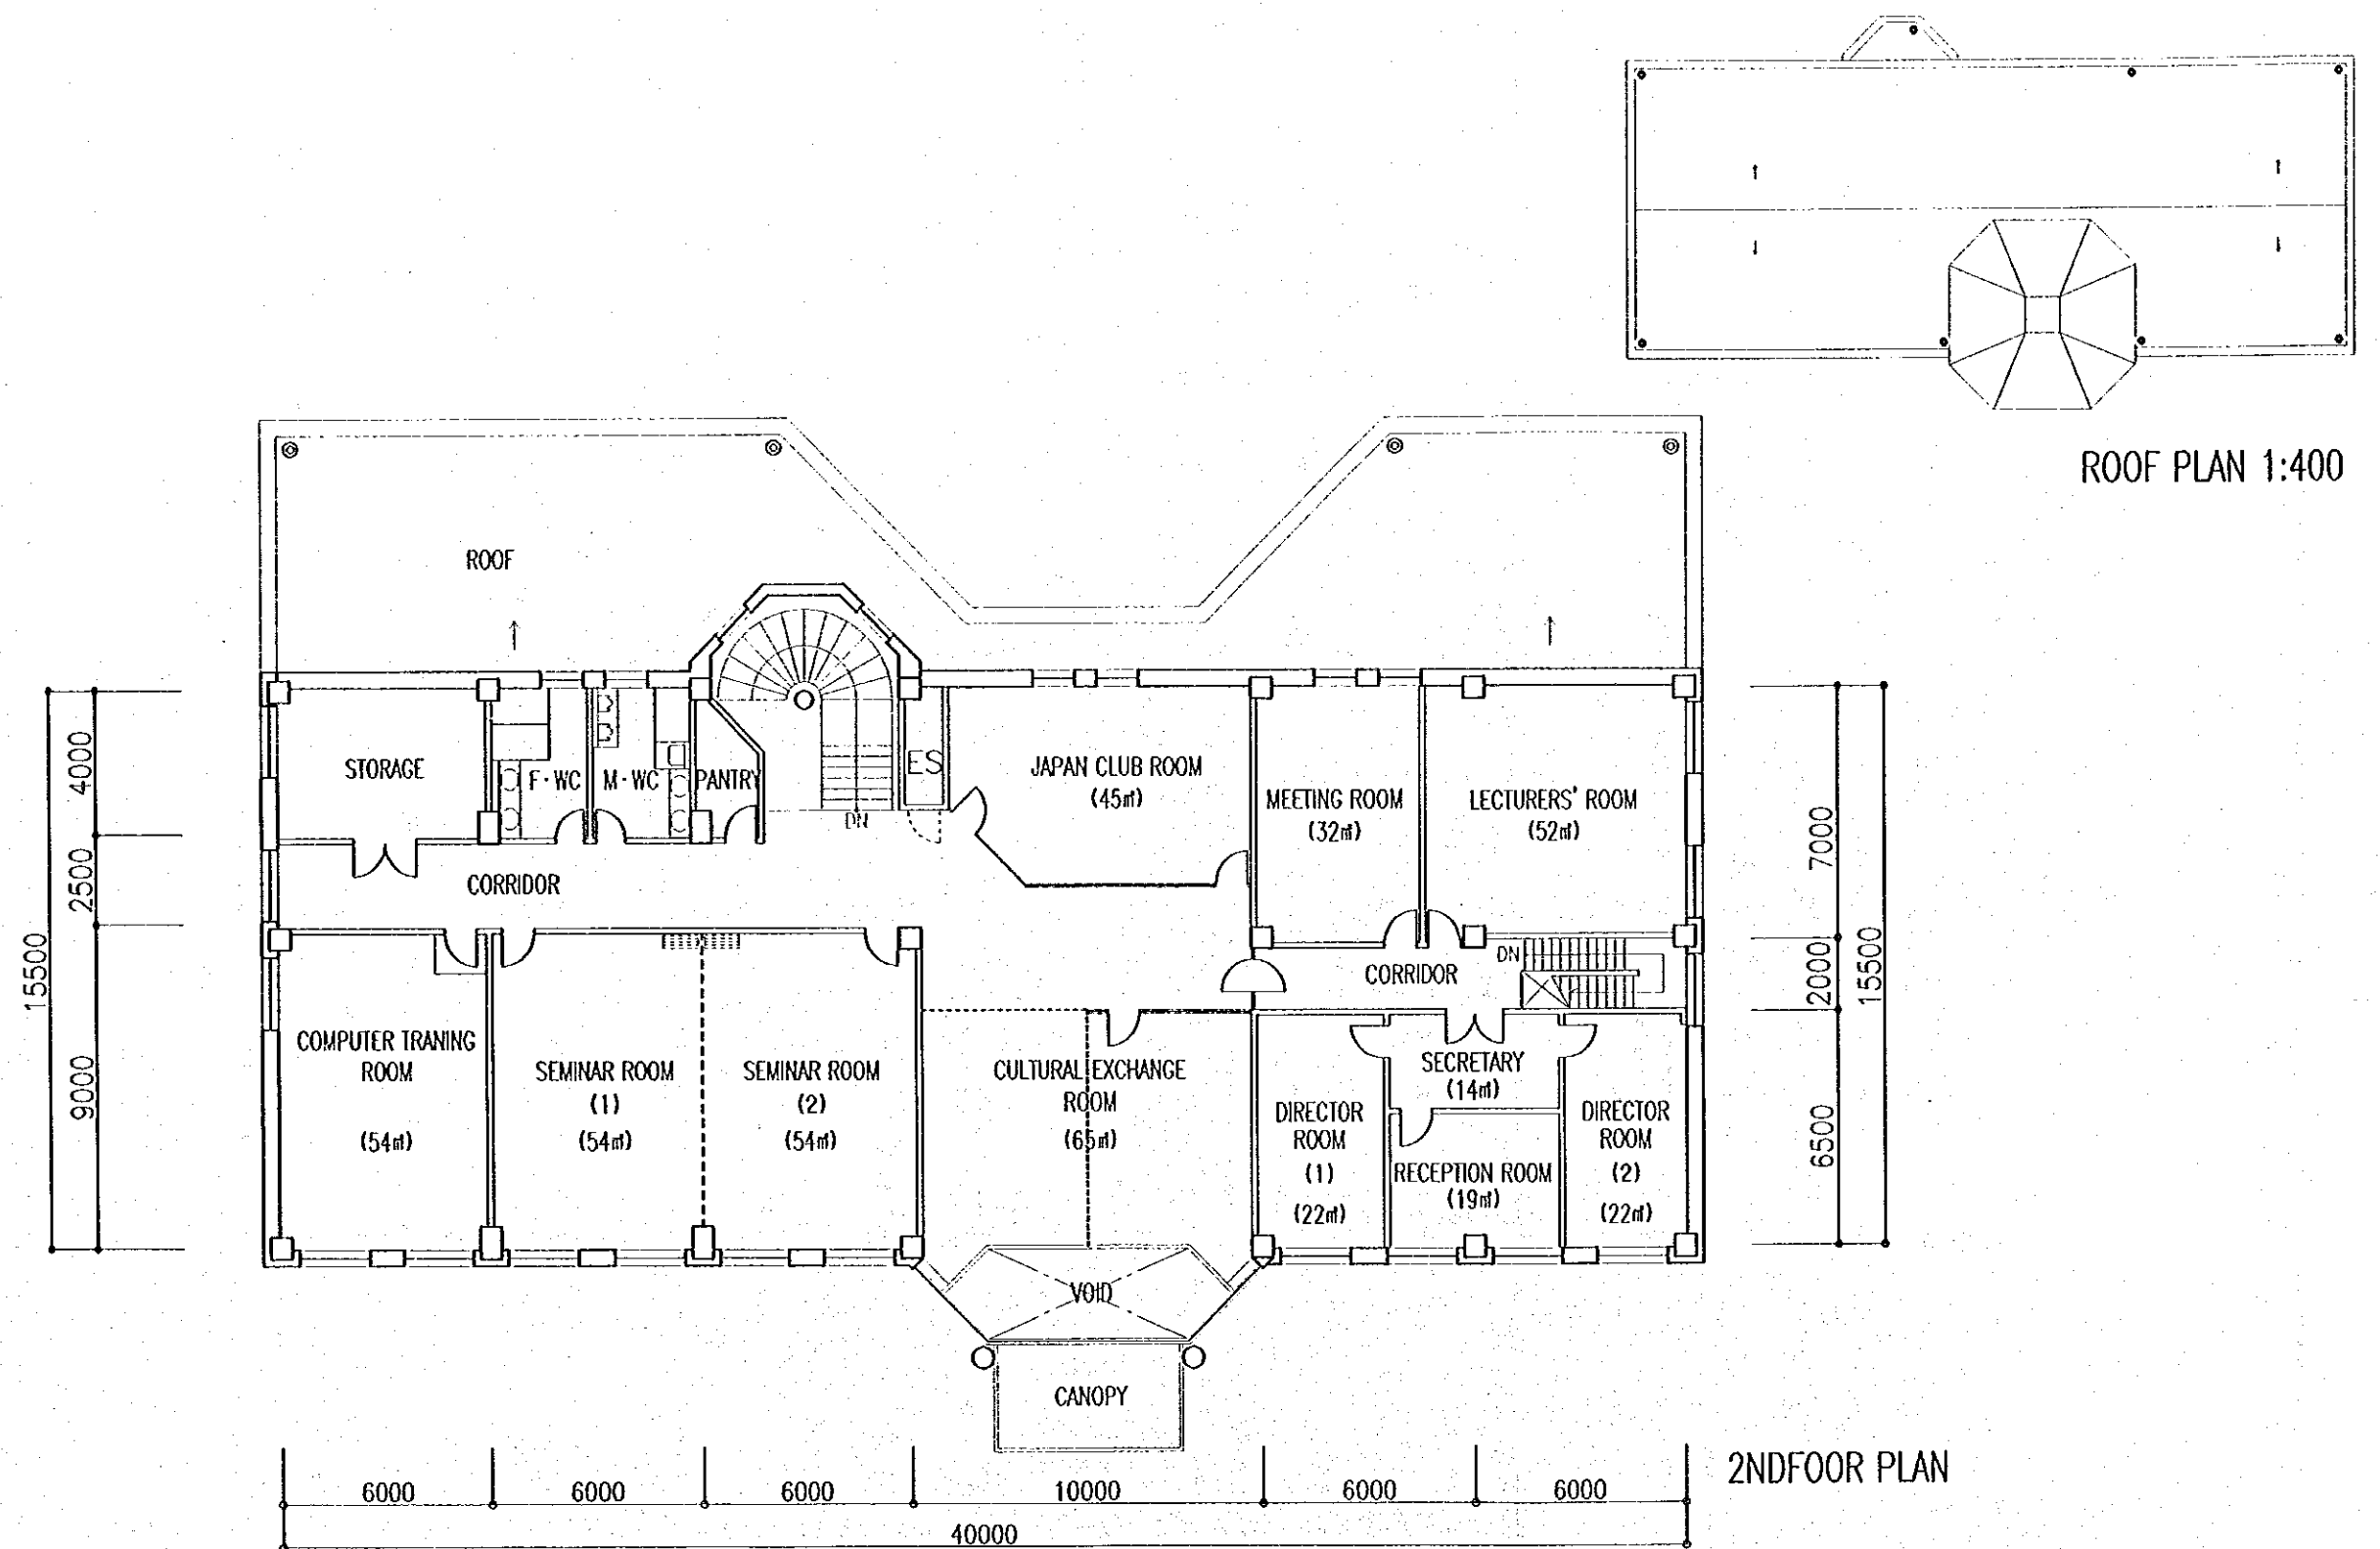 ROOF PLAN 1:400
ROOF
STORAGE
F·WC
M·WC
PANTRY
DN
ES
JAPAN CLUB ROOM
(45㎡)
MEETING ROOM
(32㎡)
LECTURERS' ROOM
(52㎡)
CORRIDOR
CORRIDOR
DN
COMPUTER TRANING
ROOM
(54㎡)
SEMINAR ROOM
(1)
(54㎡)
SEMINAR ROOM
(2)
(54㎡)
CULTURAL EXCHANGE
ROOM
(65㎡)
DIRECTOR
ROOM
(1)
(22㎡)
SECRETARY
(14㎡)
RECEPTION ROOM
(19㎡)
DIRECTOR
ROOM
(2)
(22㎡)
VOID
CANOPY
15500
4000
2500
9000
7000
2000
6500
15500
6000
6000
6000
10000
6000
6000
40000
2NDFOOR PLAN